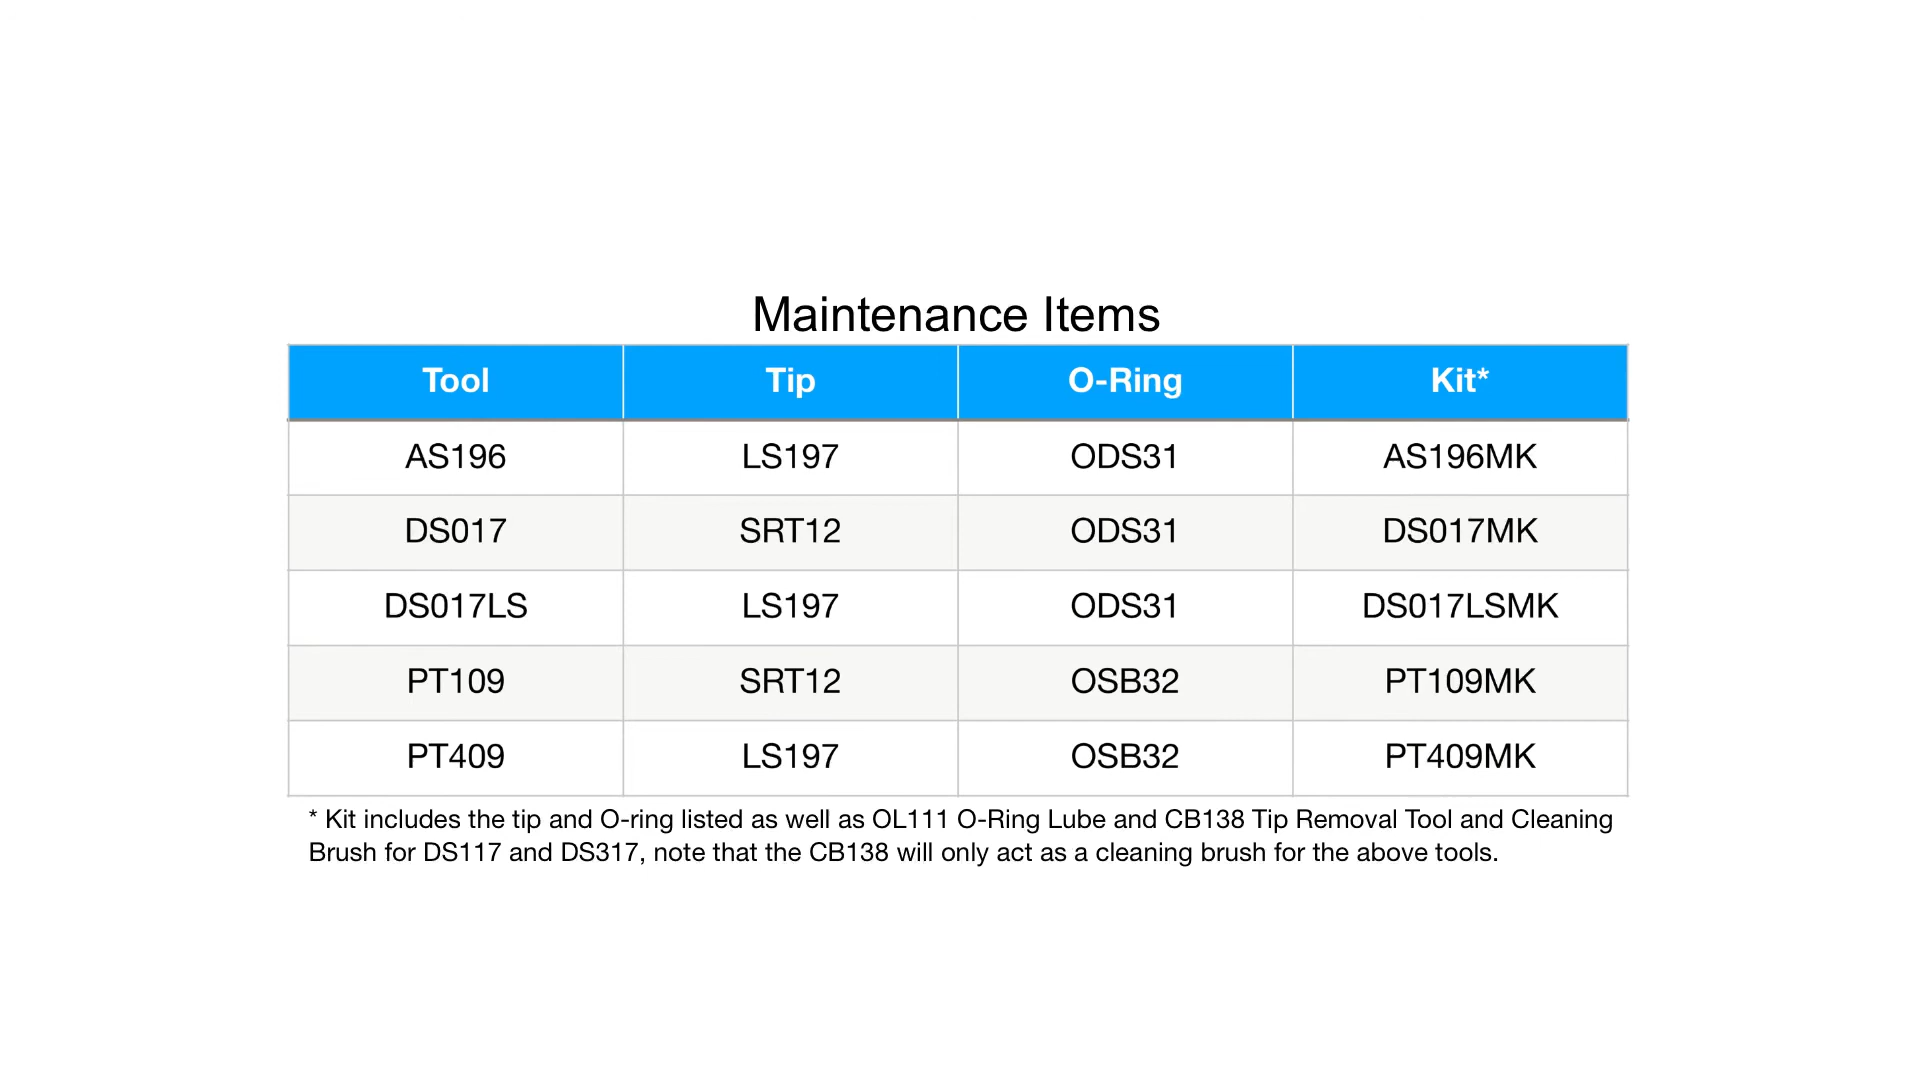 Maintenance Items
Tool Tip O-Ring Kit*
AS196 LS197 ODS31 AS196MK
DS017 SRT12 ODS31 DS017MK
DS017LS LS197 ODS31 DS017LSMK
PT109 SRT12 OSB32 PT109MK
PT409 LS197 OSB32 PT409MK
* Kit includes the tip and O-ring listed as well as OL111 O-Ring Lube and CB138 Tip Removal Tool and Cleaning
Brush for DS117 and DS317, note that the CB138 will only act as a cleaning brush for the above tools.